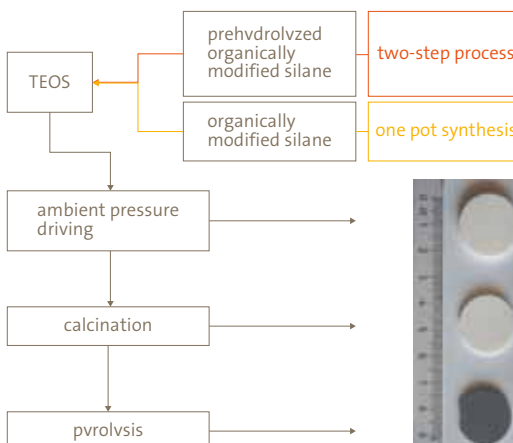 prehvdrolvzed
organically
modified silane
two-step process
TEOS
organically
modified silane
one pot synthesis
ambient pressure
driving
calcination
pvrolvsis